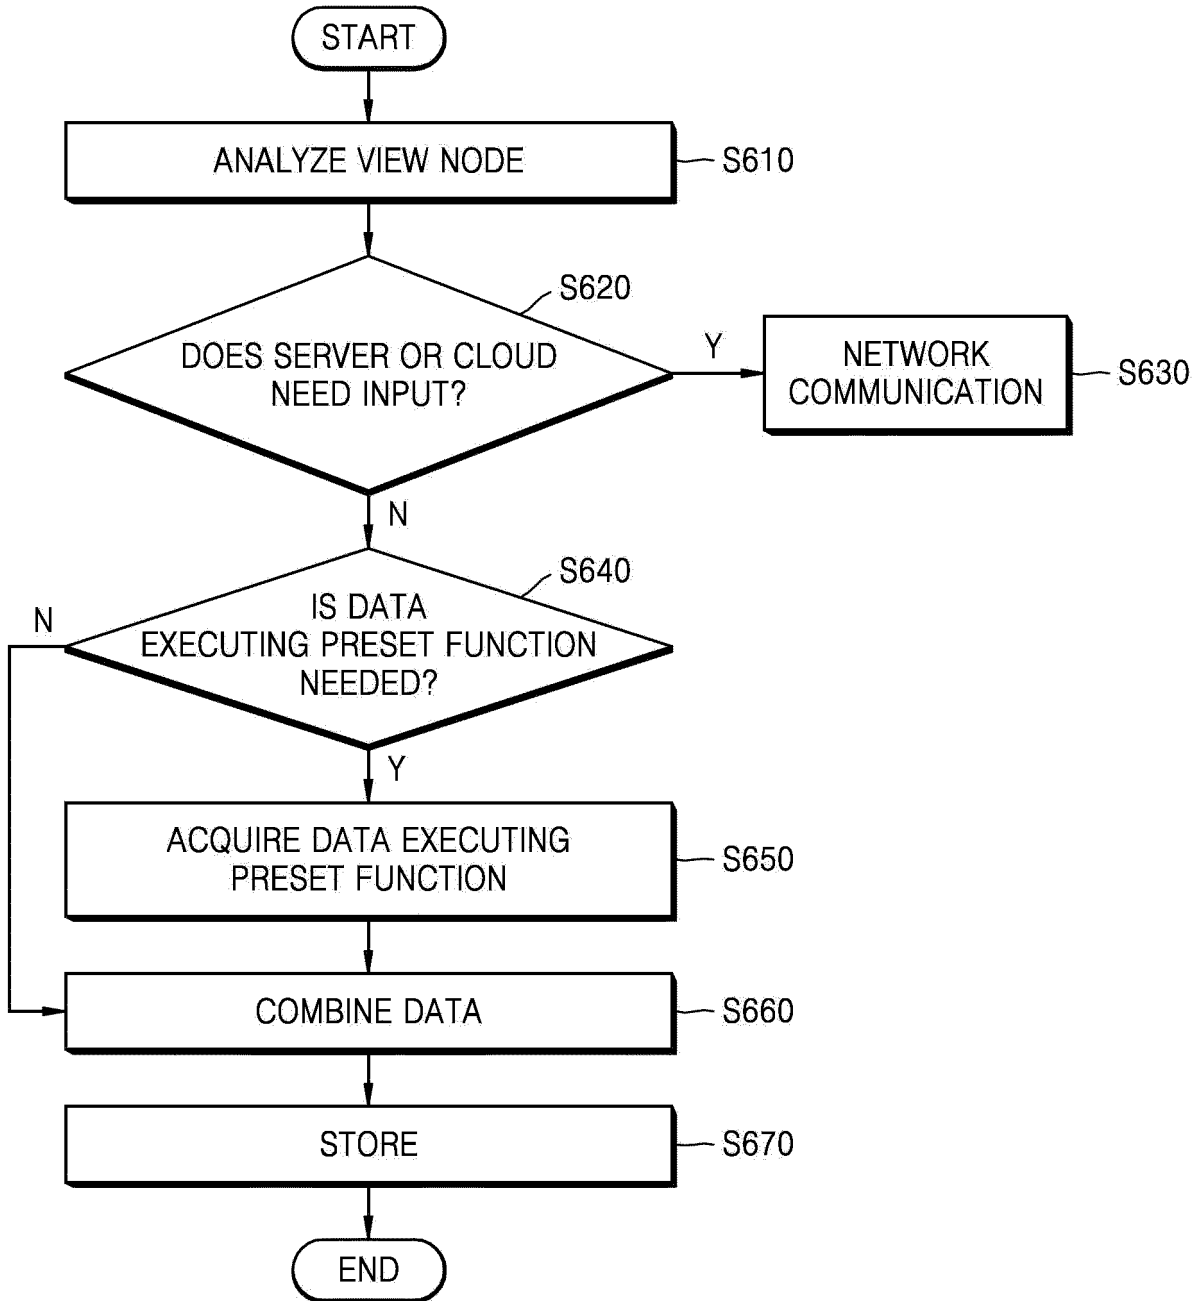 START
ANALYZE VIEW NODE
S610
S620
DOES SERVER OR CLOUD
NEED INPUT?
Y
NETWORK
COMMUNICATION
S630
N
S640
IS DATA
EXECUTING PRESET FUNCTION
NEEDED?
N
Y
ACQUIRE DATA EXECUTING
PRESET FUNCTION
S650
COMBINE DATA
S660
STORE
S670
END